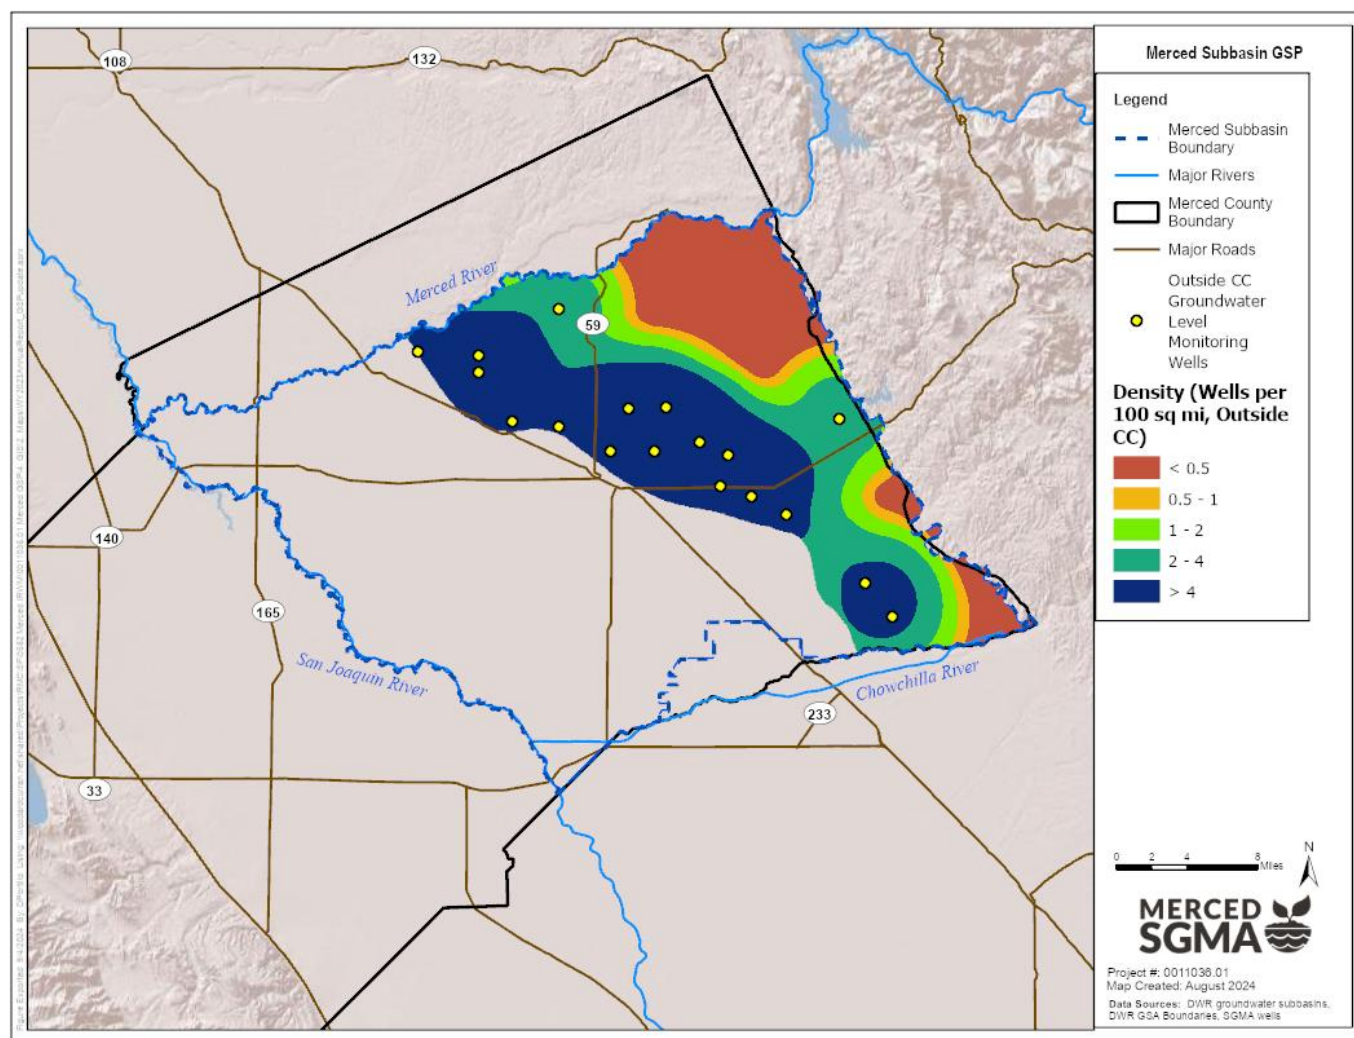 Merced Subbasin GSP
Legend
Merced Subbasin
Boundary
Major Rivers
Merced County
Boundary
Major Roads
Outside CC
Groundwater
Level
Monitoring
Wells
Density (Wells per
100 sq mi, Outside
CC)
< 0.5
0.5 - 1
1 - 2
2 - 4
> 4
108
132
Merced River
59
140
165
San Joaquin River
Chowchilla River
233
33
0 2 4 8
Miles
N
MERCED
SGMA
Project #: 0011036.01
Map Created: August 2024
Data Sources: DWR groundwater subbasins,
DWR GSA Boundaries, SGMA wells